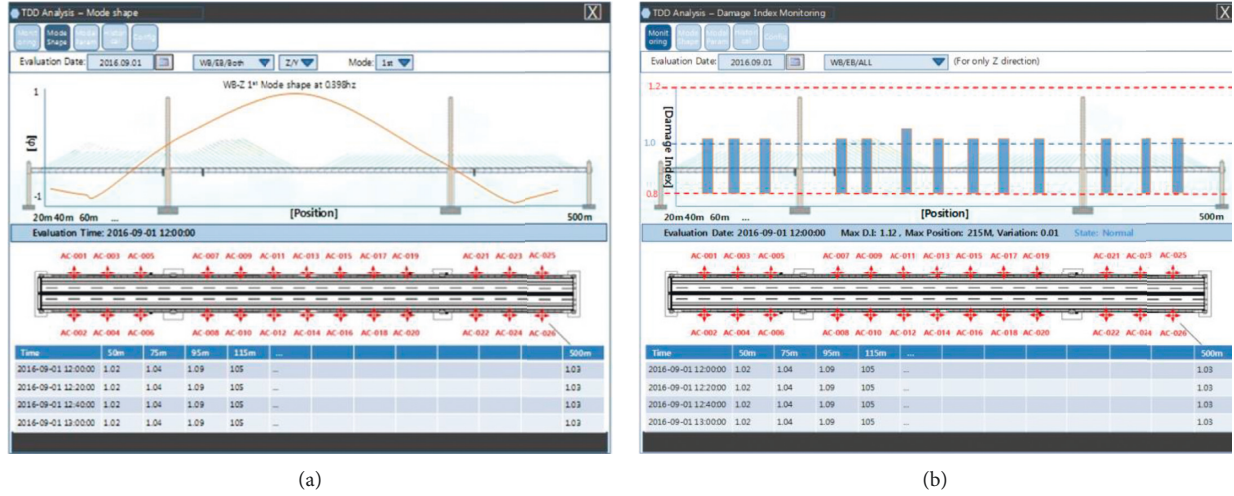 TDD Analysis – Mode shape X
Monit oring Mode Shape Mode Param Histori cal Config
Evaluation Date: 2016.09.01 WB/EB/Both Z/Y Mode: 1st
WB-Z 1st Mode shape at 0.398hz
1
[φ]
-1
20m 40m 60m ... [Position] 500m
Evaluation Time: 2016-09-01 12:00:00
AC-001 AC-003 AC-005 AC-007 AC-009 AC-011 AC-013 AC-015 AC-017 AC-019 AC-021 AC-023 AC-025
AC-002 AC-004 AC-006 AC-008 AC-010 AC-012 AC-014 AC-016 AC-018 AC-020 AC-022 AC-024 AC-026
Time 50m 75m 95m 115m ... 500m
2016-09-01 12:00:00 1.02 1.04 1.09 105 ... 1.03
2016-09-01 12:20:00 1.02 1.04 1.09 105 ... 1.03
2016-09-01 12:40:00 1.02 1.04 1.09 105 ... 1.03
2016-09-01 13:00:00 1.02 1.04 1.09 105 ... 1.03
(a)
TDD Analysis – Damage Index Monitoring X
Monit oring Mode Shape Mode Param Histori cal Config
Evaluation Date: 2016.09.01 WB/EB/ALL (For only Z direction)
1.2
1.0
0.8
[Damage Index]
20m 40m 60m ... [Position] 500m
Evaluation Date: 2016-09-01 12:00:00 Max D.I: 1.12, Max Position: 215M, Variation: 0.01 State: Normal
AC-001 AC-003 AC-005 AC-007 AC-009 AC-011 AC-013 AC-015 AC-017 AC-019 AC-021 AC-023 AC-025
AC-002 AC-004 AC-006 AC-008 AC-010 AC-012 AC-014 AC-016 AC-018 AC-020 AC-022 AC-024 AC-026
Time 50m 75m 95m 115m ... 500m
2016-09-01 12:00:00 1.02 1.04 1.09 105 ... 1.03
2016-09-01 12:20:00 1.02 1.04 1.09 105 ... 1.03
2016-09-01 12:40:00 1.02 1.04 1.09 105 ... 1.03
2016-09-01 13:00:00 1.02 1.04 1.09 105 ... 1.03
(b)